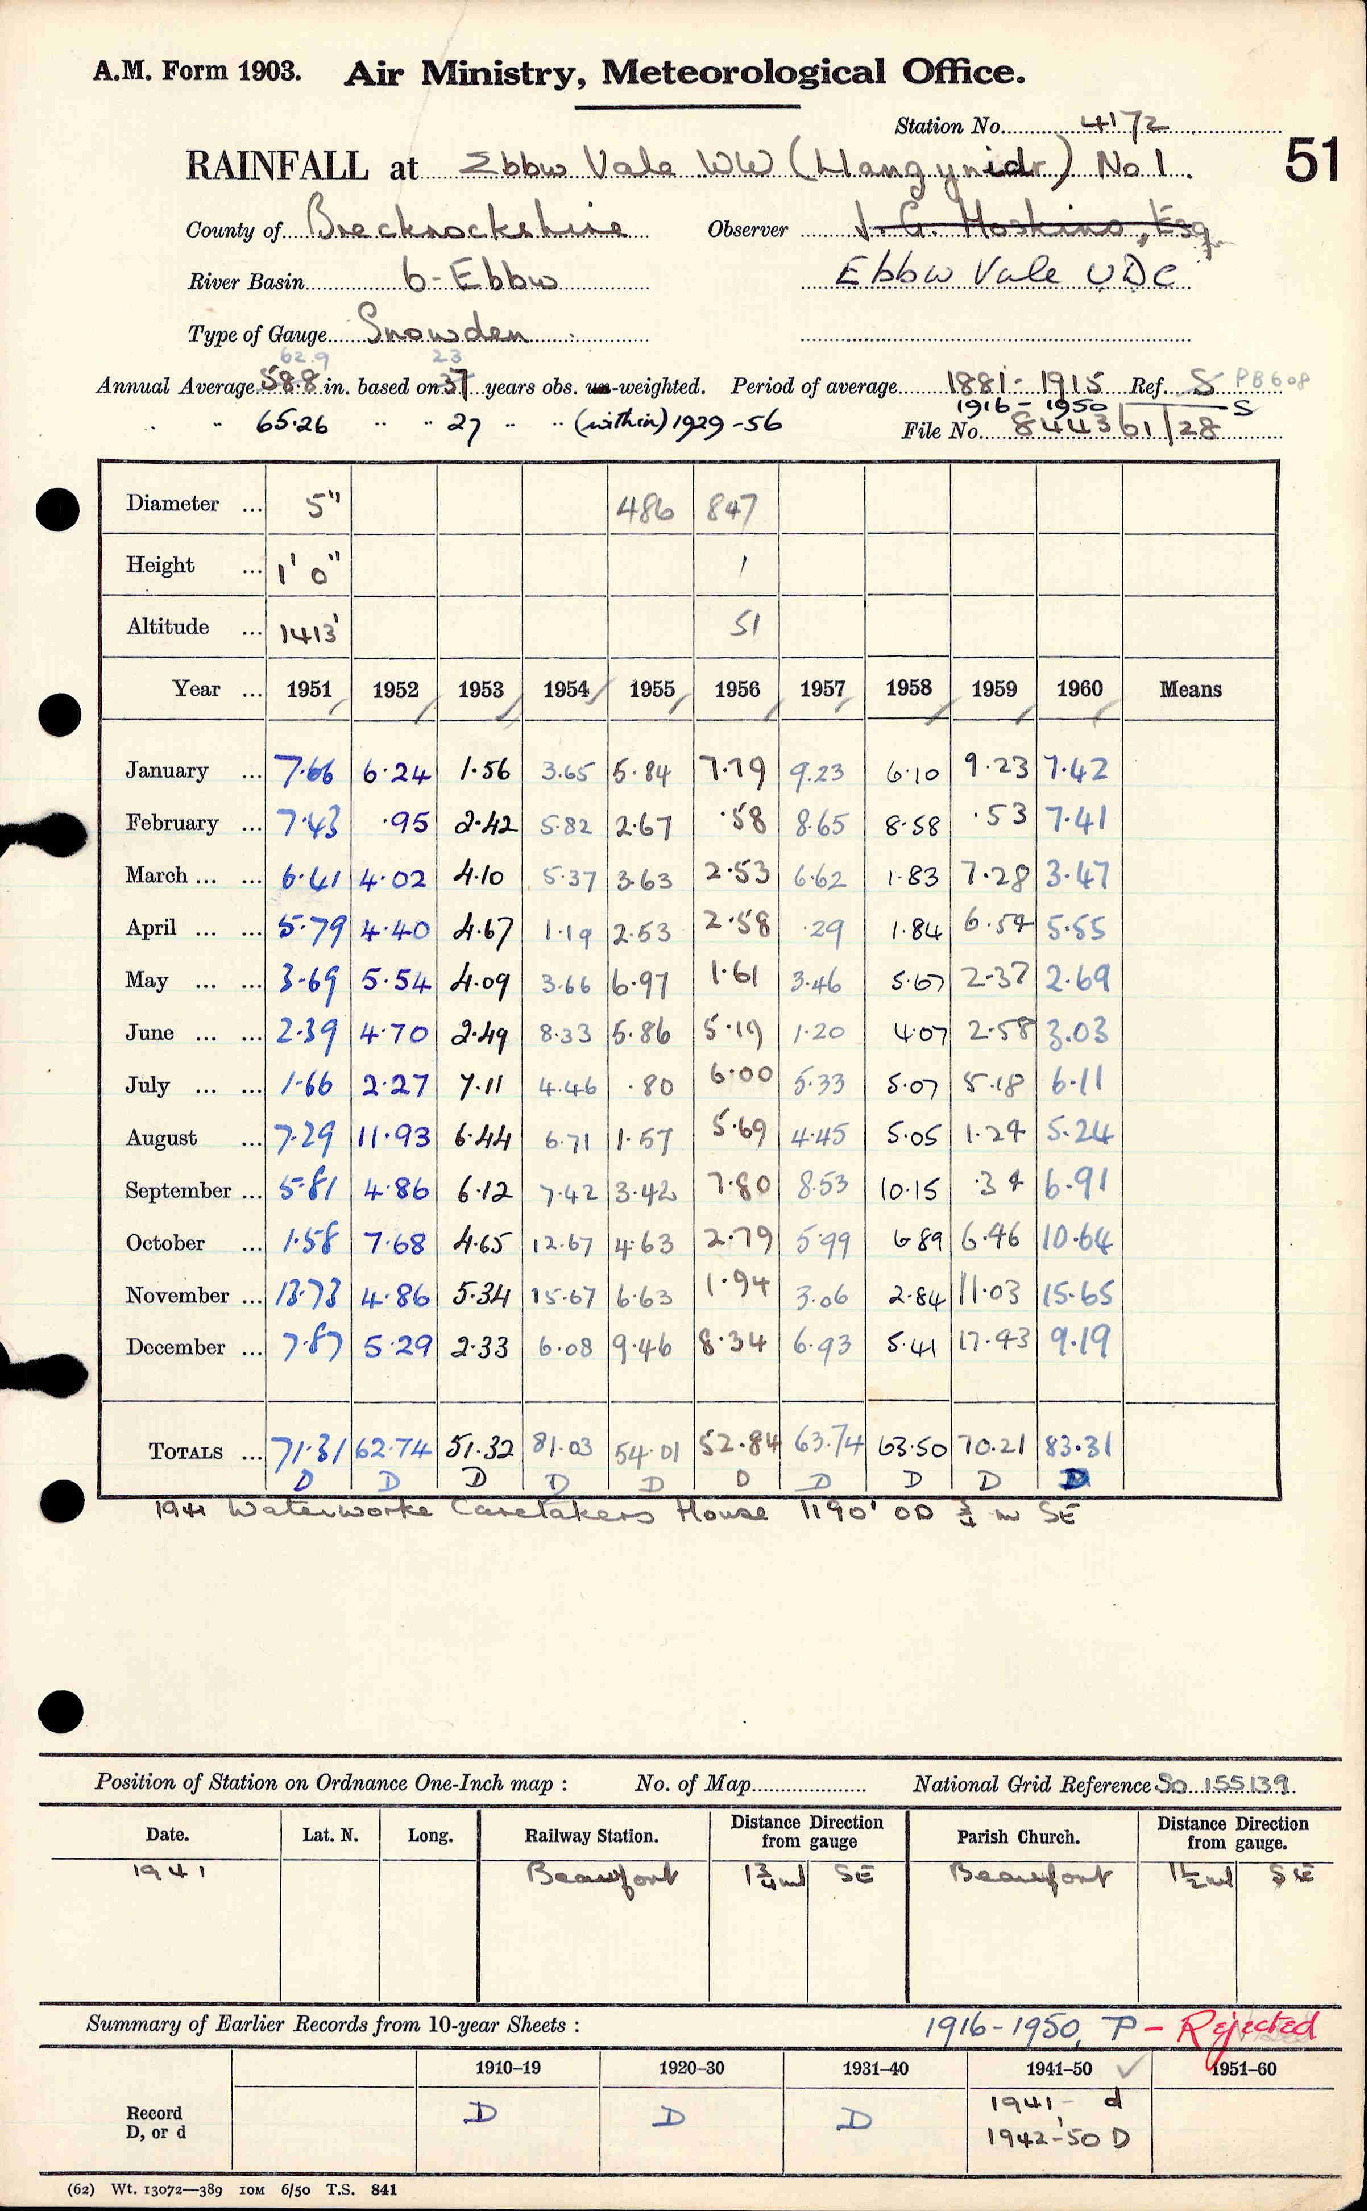 A.M. Form 1903. Air Ministry, Meteorological Office.
Station No. 4172
RAINFALL at Ebbw Vale WW (Llangynidr) No 1. 51
County of Brecknockshire Observer J. G. Hoskins, Esq
River Basin 6-Ebbw Ebbw Vale UDC
Type of Gauge Snowden
62.9 23
Annual Average 58.8 in. based on 37 years obs. un-weighted. Period of average 1881-1915 Ref. S PB608
1916-1950 S
" " 65.26 " " 27 " " (within) 1929-56 File No. 844361/28
Diameter ... 5" 486 847
Height ... 1' 0" 1
Altitude ... 1413' 51
Year ... 1951 1952 1953 1954 1955 1956 1957 1958 1959 1960 Means
January ... 7.66 6.24 1.56 3.65 5.84 7.79 9.23 6.10 9.23 7.42
February ... 7.43 .95 2.42 5.82 2.67 .58 8.65 8.58 .53 7.41
March ... ... 6.41 4.02 4.10 5.37 3.63 2.53 6.62 1.83 7.28 3.47
April ... ... 5.79 4.40 4.67 1.19 2.53 2.58 .29 1.84 6.54 5.55
May ... ... 3.69 5.54 4.09 3.66 6.97 1.61 3.46 5.67 2.37 2.69
June ... ... 2.39 4.70 2.49 8.33 5.86 5.19 1.20 4.07 2.58 3.03
July ... ... 1.66 2.27 7.11 4.46 .80 6.00 5.33 5.07 5.18 6.11
August ... 7.29 11.93 6.44 6.71 1.57 5.69 4.45 5.05 1.24 5.24
September ... 5.81 4.86 6.12 7.42 3.42 7.80 8.53 10.15 .34 6.91
October ... 1.58 7.68 4.65 12.67 4.63 2.79 5.99 6.89 6.46 10.64
November ... 13.73 4.86 5.34 15.67 6.63 1.94 3.06 2.84 11.03 15.65
December ... 7.87 5.29 2.33 6.08 9.46 8.34 6.93 5.41 17.43 9.19
TOTALS ... 71.31 62.74 51.32 81.03 54.01 52.84 63.74 63.50 70.21 83.31
D D D D D D D D D D
1941 Waterworks Caretakers House 1190' OD ¾ m SE
Position of Station on Ordnance One-Inch map : No. of Map National Grid Reference SO 155139
Date. Lat. N. Long. Railway Station. Distance from gauge Direction Parish Church. Distance from gauge. Direction
1941 Beaufort 1¾ml SE Beaufort 1½ml SE
Summary of Earlier Records from 10-year Sheets : 1916-1950, P - Rejected
1910–19 1920–30 1931–40 1941–50 ✓ 1951–60
Record D, or d D D D 1941, d
1942-50 D
(62) Wt. 13072—389 10M 6/50 T.S. 841